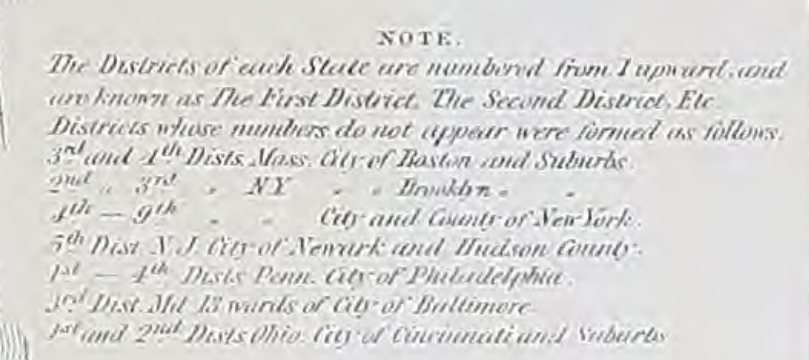 NOTE.
The Districts of each State are numbered from 1 upward, and
are known as The First District, The Second District, Etc
Districts whose numbers do not appear were formed as follows.
3rd and 4th Dists. Mass. City of Boston and Suburbs.
2nd „ 3rd „ NY „ „ Brooklyn „ „
4th — 9th „ „ City and County of New York.
5th Dist. N.J. City of Newark and Hudson County.
1st — 4th Dists Penn. City of Philadelphia.
3rd Dist. Md 13 wards of City of Baltimore
1st and 2nd Dists Ohio. City of Cincinnati and Suburbs